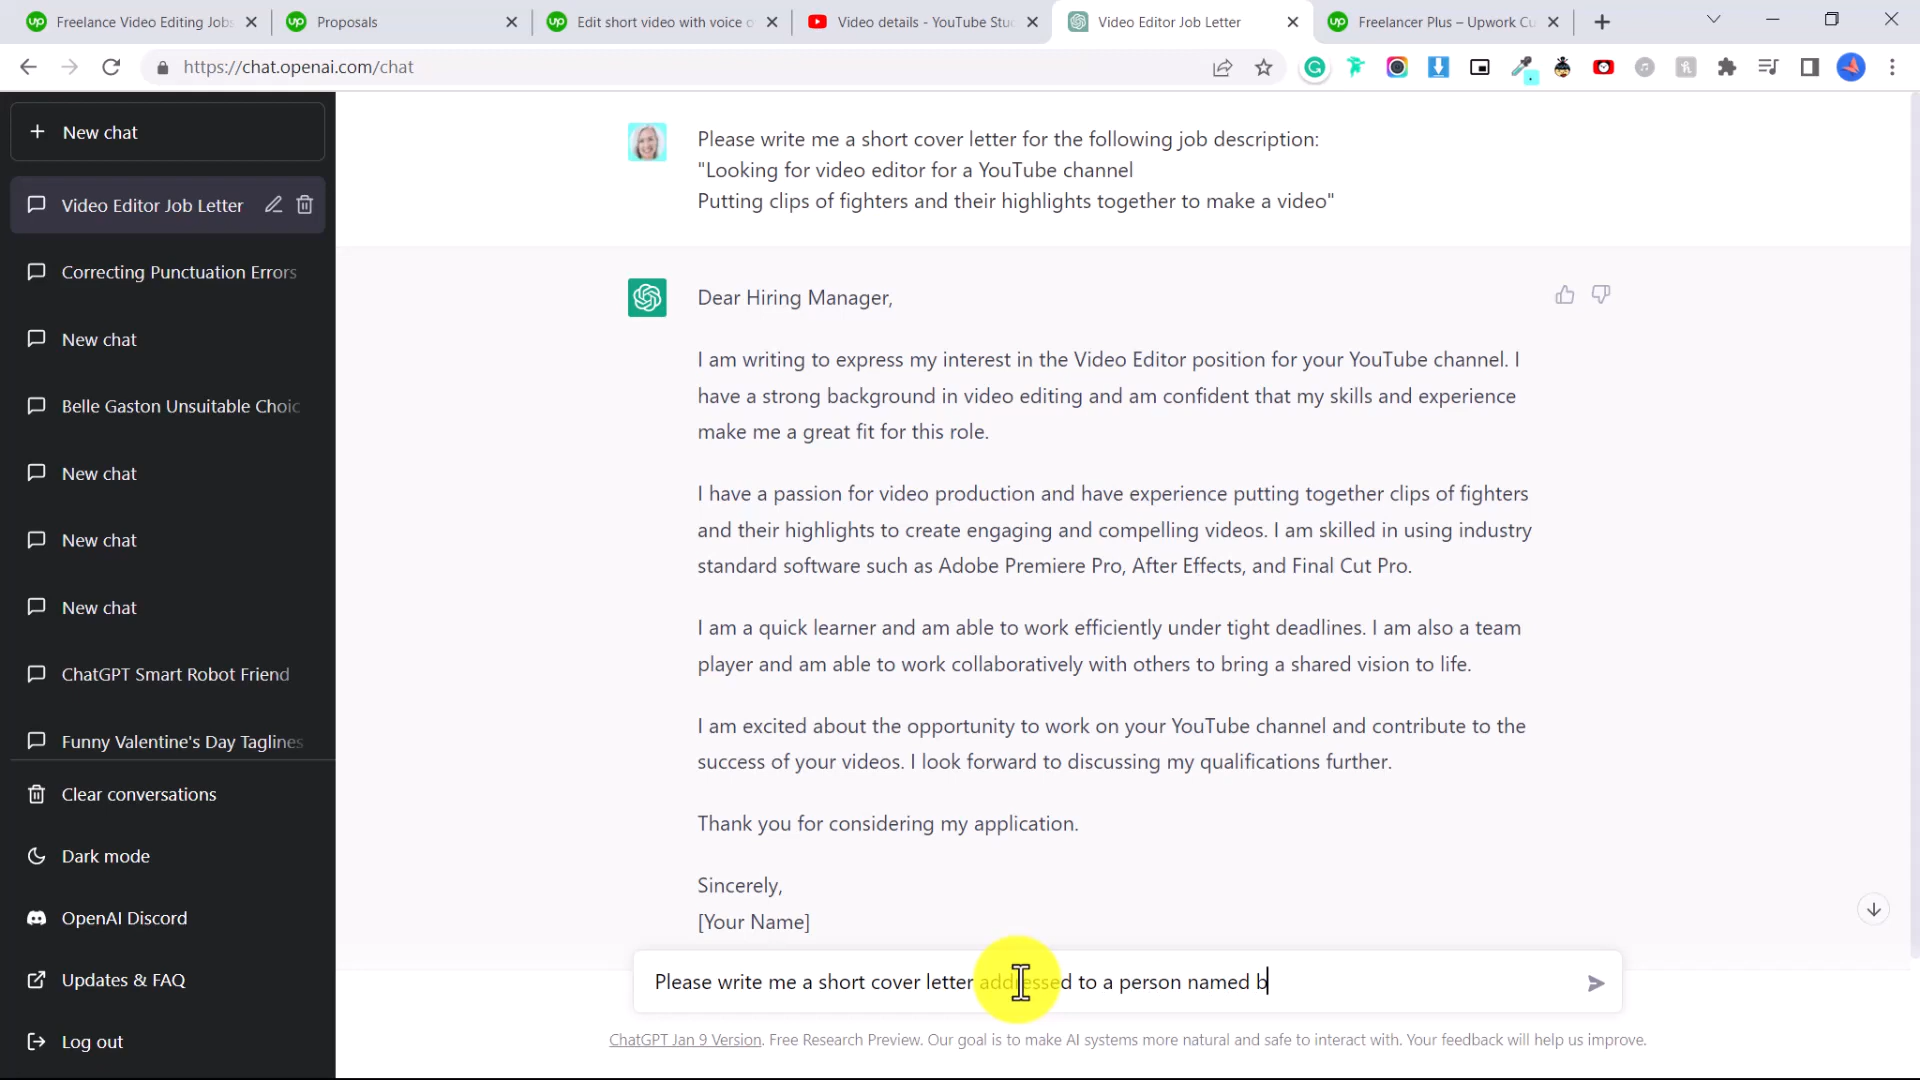 Freelance Video Editing Jobs
Proposals
Edit short video with voice o
Video details - YouTube Stu
Video Editor Job Letter
Freelancer Plus – Upwork Cu
https://chat.openai.com/chat
New chat
Video Editor Job Letter
Correcting Punctuation Errors
New chat
Belle Gaston Unsuitable Choic
New chat
New chat
New chat
ChatGPT Smart Robot Friend
Funny Valentine's Day Taglines
Clear conversations
Dark mode
OpenAI Discord
Updates & FAQ
Log out
Please write me a short cover letter for the following job description:
"Looking for video editor for a YouTube channel
Putting clips of fighters and their highlights together to make a video"
Dear Hiring Manager,
I am writing to express my interest in the Video Editor position for your YouTube channel. I
have a strong background in video editing and am confident that my skills and experience
make me a great fit for this role.
I have a passion for video production and have experience putting together clips of fighters
and their highlights to create engaging and compelling videos. I am skilled in using industry
standard software such as Adobe Premiere Pro, After Effects, and Final Cut Pro.
I am a quick learner and am able to work efficiently under tight deadlines. I am also a team
player and am able to work collaboratively with others to bring a shared vision to life.
I am excited about the opportunity to work on your YouTube channel and contribute to the
success of your videos. I look forward to discussing my qualifications further.
Thank you for considering my application.
Sincerely,
[Your Name]
Please write me a short cover letter addressed to a person named b
ChatGPT Jan 9 Version. Free Research Preview. Our goal is to make AI systems more natural and safe to interact with. Your feedback will help us improve.